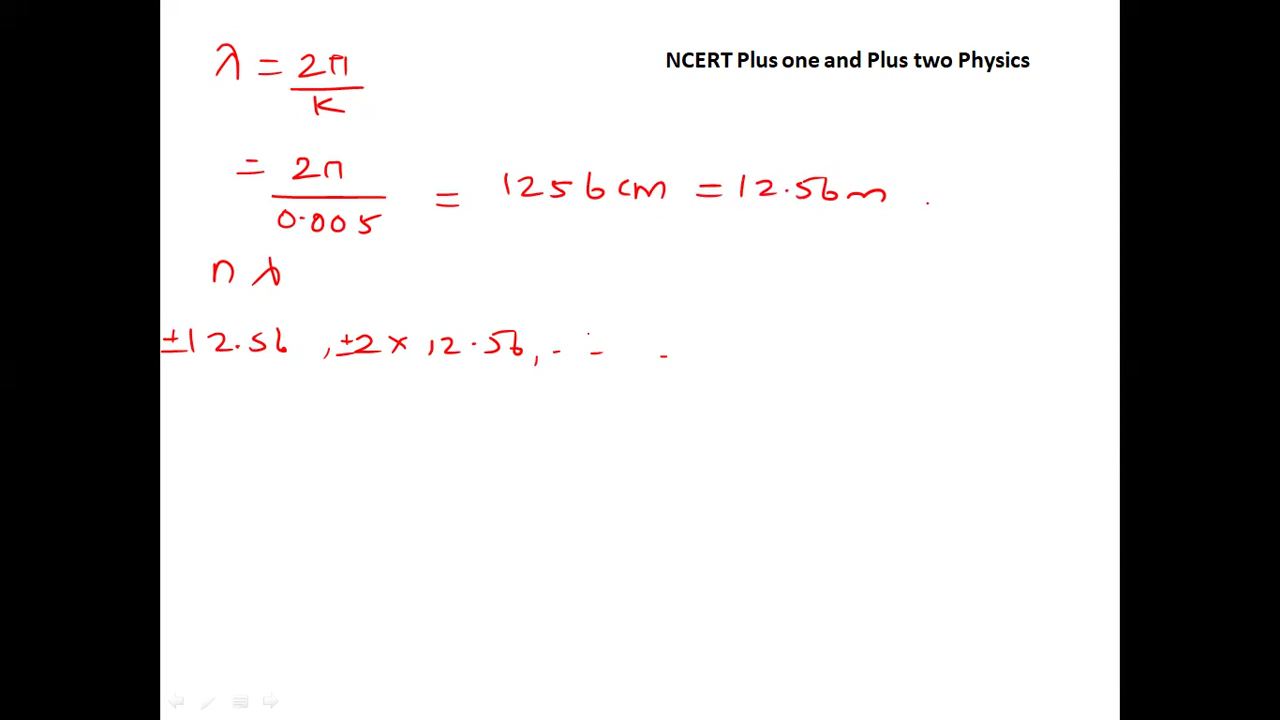 NCERT Plus one and Plus two Physics
λ = 2π
K
= 2π
0.005
= 1256 cm = 12.56 m .
n λ
±12.56 , ±2 × 12.56, - - -